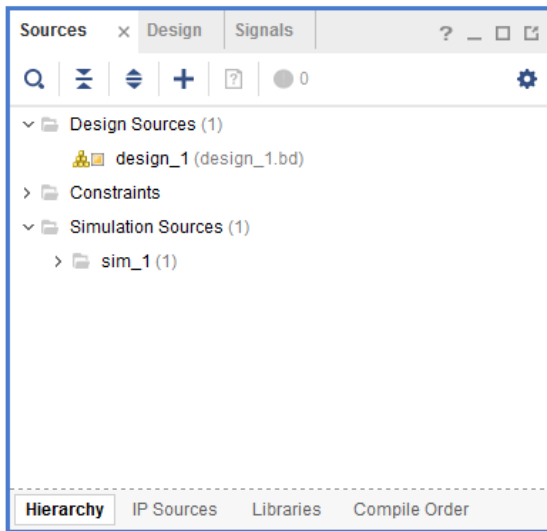 Sources × Design Signals ? _
0
Design Sources (1)
design_1 (design_1.bd)
Constraints
Simulation Sources (1)
sim_1 (1)
Hierarchy IP Sources Libraries Compile Order